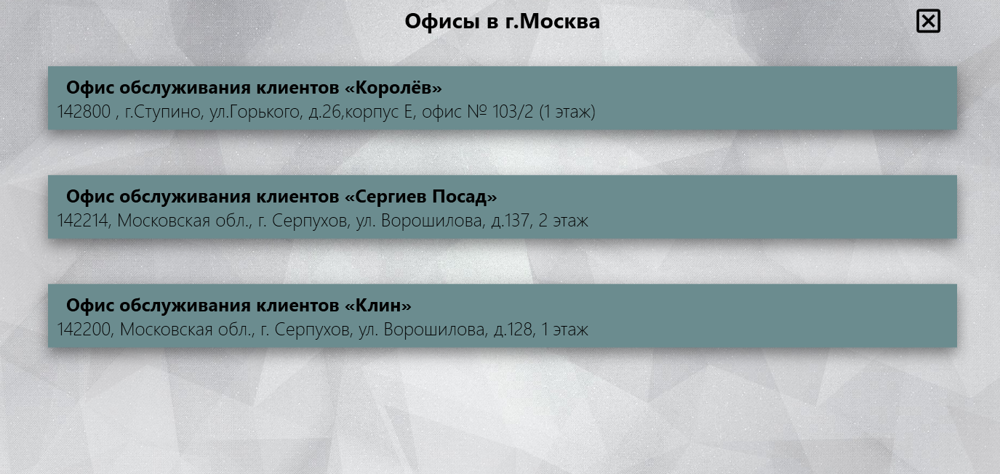 Офисы в г.Москва
Офис обслуживания клиентов «Королёв»
142800 , г.Ступино, ул.Горького, д.26,корпус Е, офис № 103/2 (1 этаж)
Офис обслуживания клиентов «Сергиев Посад»
142214, Московская обл., г. Серпухов, ул. Ворошилова, д.137, 2 этаж
Офис обслуживания клиентов «Клин»
142200, Московская обл., г. Серпухов, ул. Ворошилова, д.128, 1 этаж